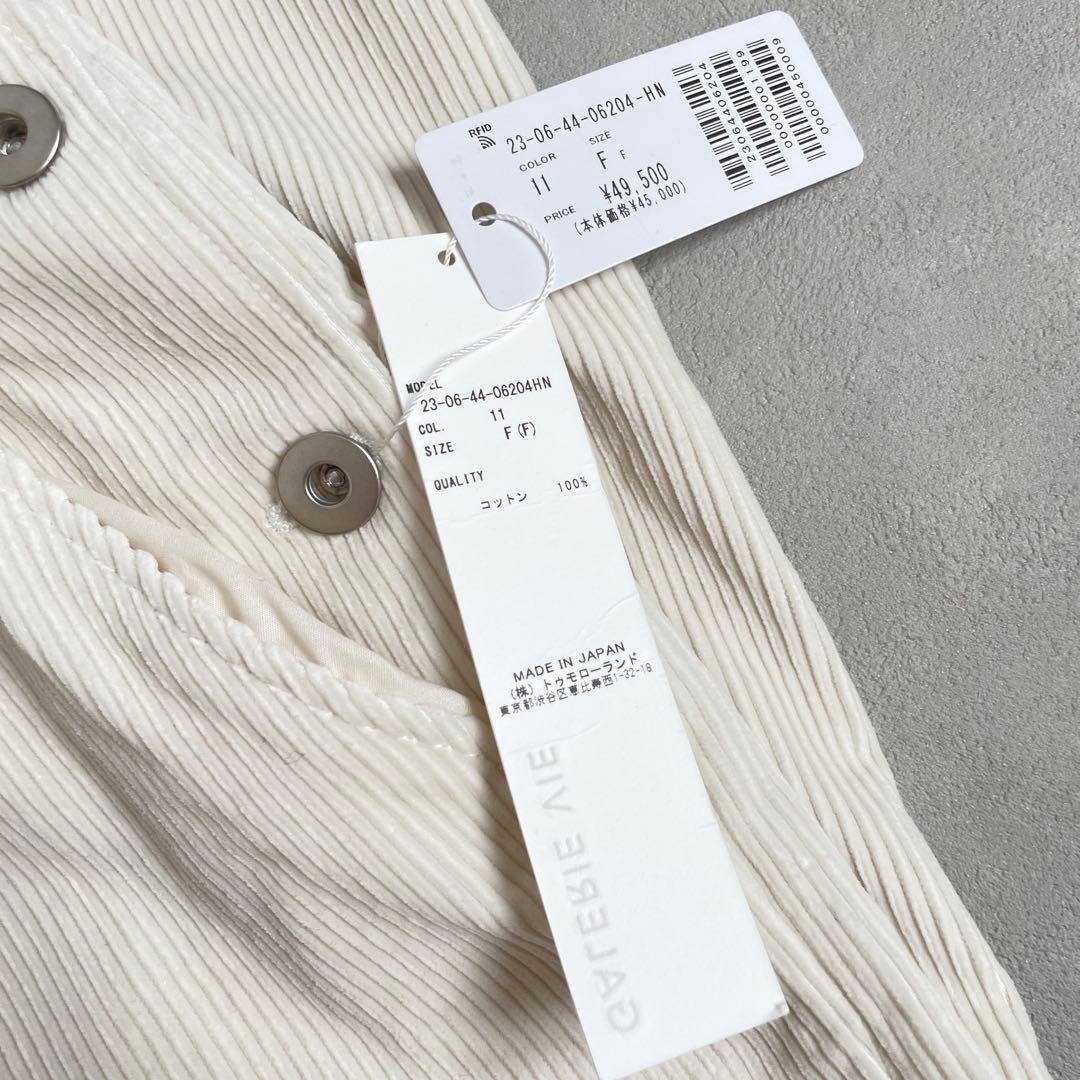 RFID
23-06-44-06204-HN
COLOR SIZE
11 F F
PRICE ¥49,500
(本体価格¥45,000)
23064406204
0000001199
0000450009
MODEL
23-06-44-06204HN
COL. 11
SIZE F(F)
QUALITY
コットン 100%
MADE IN JAPAN
(株)トゥモローランド
東京都渋谷区恵比寿西1-32-18
GALERIE VIE